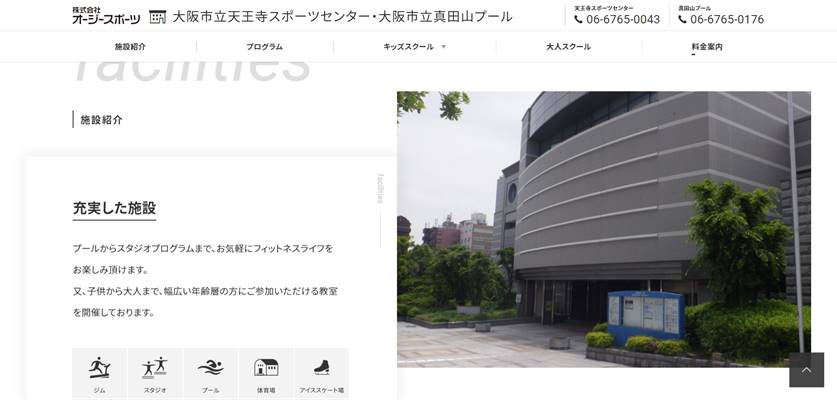 株式会社
オージースポーツ
大阪市立天王寺スポーツセンター・大阪市立真田山プール
天王寺スポーツセンター
06-6765-0043
真田山プール
06-6765-0176
施設紹介
プログラム
キッズスクール
大人スクール
料金案内
facilities
施設紹介
facilities
充実した施設
プールからスタジオプログラムまで、お気軽にフィットネスライフを
お楽しみ頂けます。
又、子供から大人まで、幅広い年齢層の方にご参加いただける教室
を開催しております。
ジム
スタジオ
プール
体育場
アイススケート場